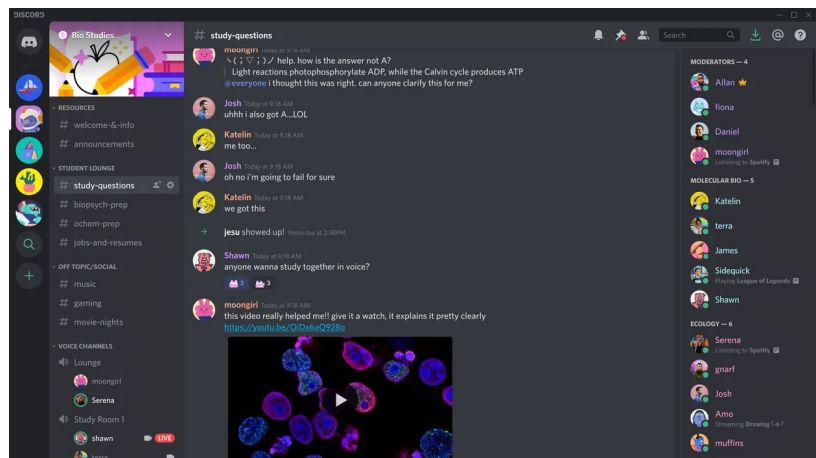 DISCORD
Bio Studies
# study-questions
Search
RESOURCES
# welcome-&-info
# announcements
STUDENT LOUNGE
# study-questions
# biopsych-prep
# ochem-prep
# jobs-and-resumes
OFF TOPIC/SOCIAL
# music
# gaming
# movie-nights
VOICE CHANNELS
Lounge
moongirl
Serena
Study Room 1
shawn LIVE
terra
moongirl Today at 9:18 AM
ヽ(；▽；)ノ help. how is the answer not A?
Light reactions photophosphorylate ADP, while the Calvin cycle produces ATP
@everyone i thought this was right. can anyone clarify this for me?
Josh Today at 9:18 AM
uhhh i also got A...LOL
Katelin Today at 9:18 AM
me too...
Josh Today at 9:18 AM
oh no i'm going to fail for sure
Katelin Today at 9:18 AM
we got this
jesu showed up! Yesterday at 2:38PM
Shawn Today at 9:18 AM
anyone wanna study together in voice?
3 3
moongirl Today at 9:18 AM
this video really helped me!! give it a watch, it explains it pretty clearly
https://youtu.be/OiDx6aQ928o
MODERATORS — 4
Allan
fiona
Daniel
moongirl
Listening to Spotify
MOLECULAR BIO — 5
Katelin
terra
James
Sidequick
Playing League of Legends
Shawn
ECOLOGY — 6
Serena
Listening to Spotify
gnarf
Josh
Amo
Streaming Drawing
muffins